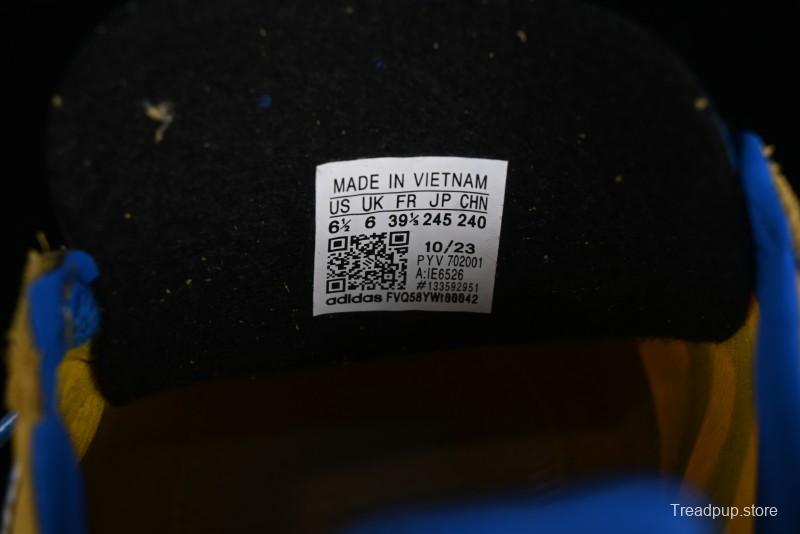 MADE IN VIETNAM
US UK FR JP CHN
6½ 6 39⅓ 245 240
10/23
PYV 702001
A:IE6526
#133592951
adidas FVQ58YWt00042
Treadpup.store